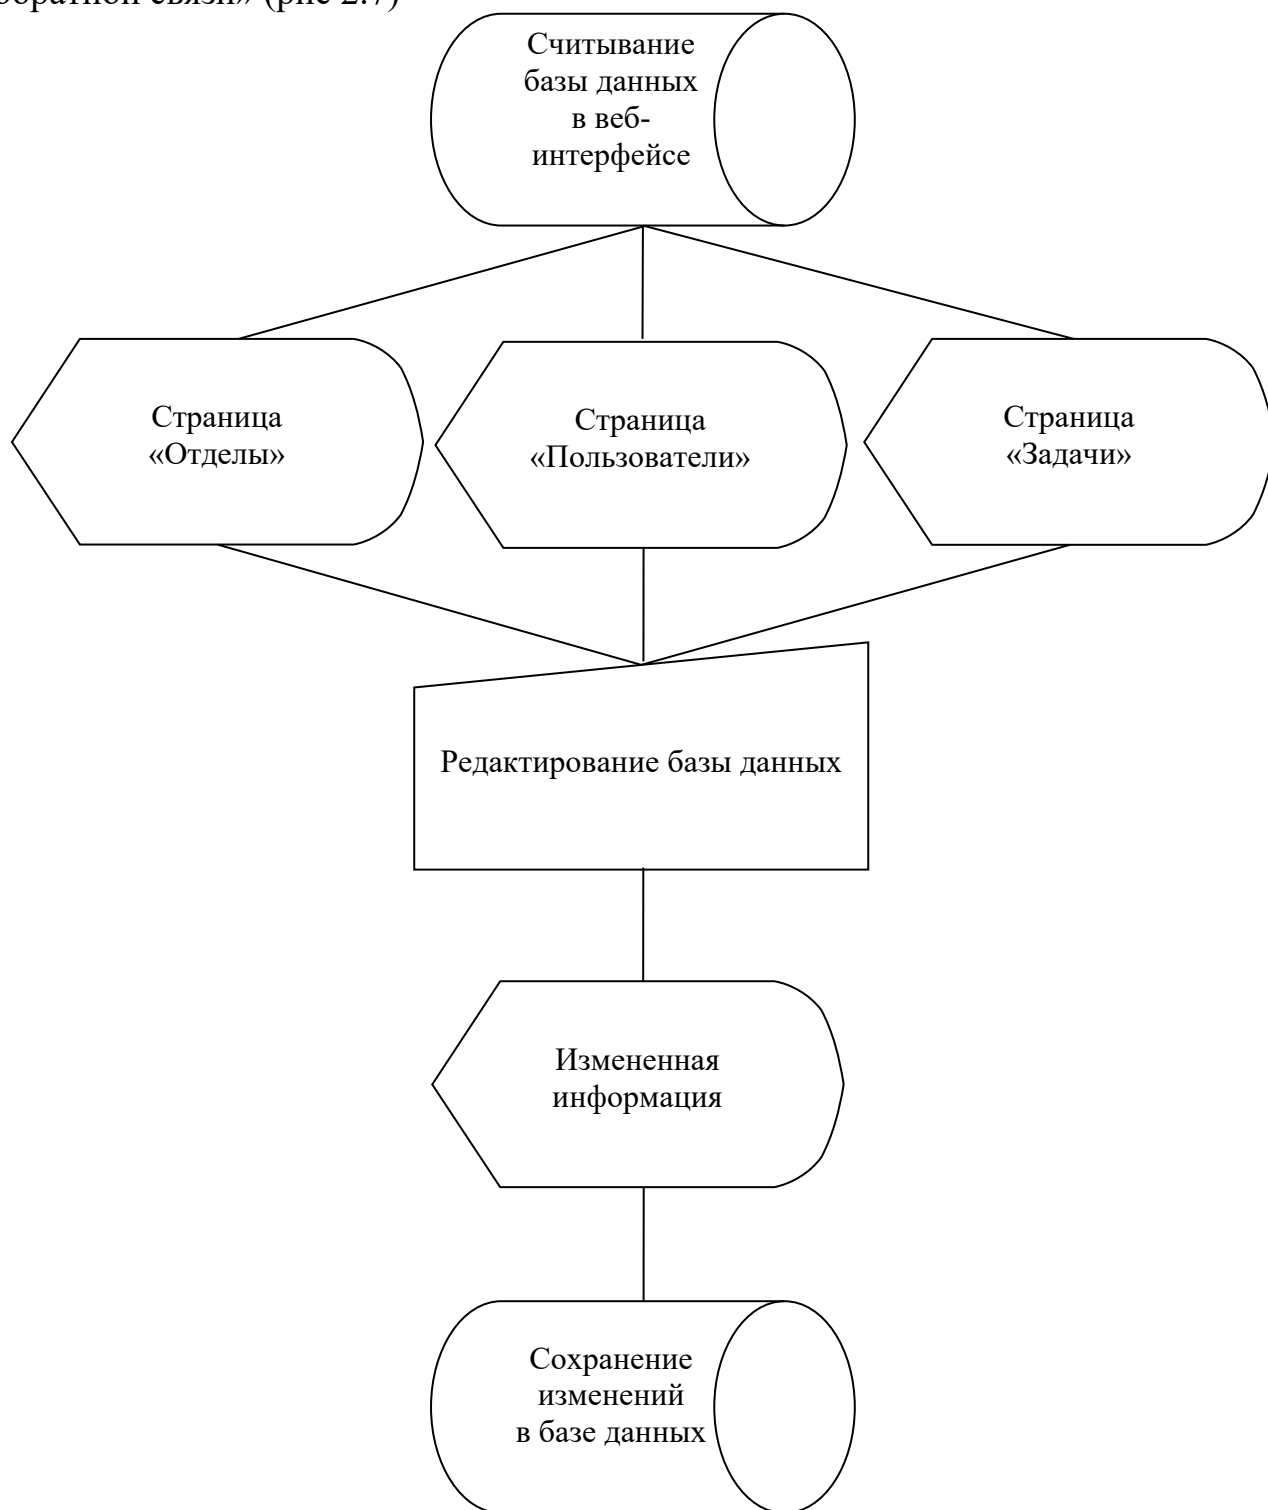 обратной связи» (рис 2.7)
Считывание
базы данных
в веб-
интерфейсе
Страница
«Отделы»
Страница
«Пользователи»
Страница
«Задачи»
Редактирование базы данных
Измененная
информация
Сохранение
изменений
в базе данных